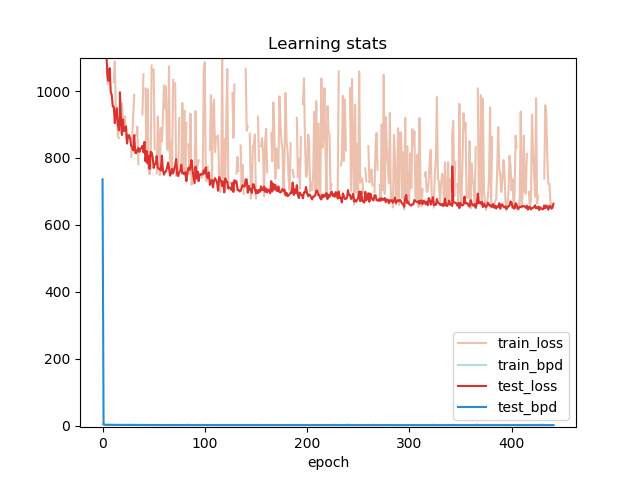 Learning stats
1000
800
600
400
200
0
0 100 200 300 400
epoch
train_loss
train_bpd
test_loss
test_bpd